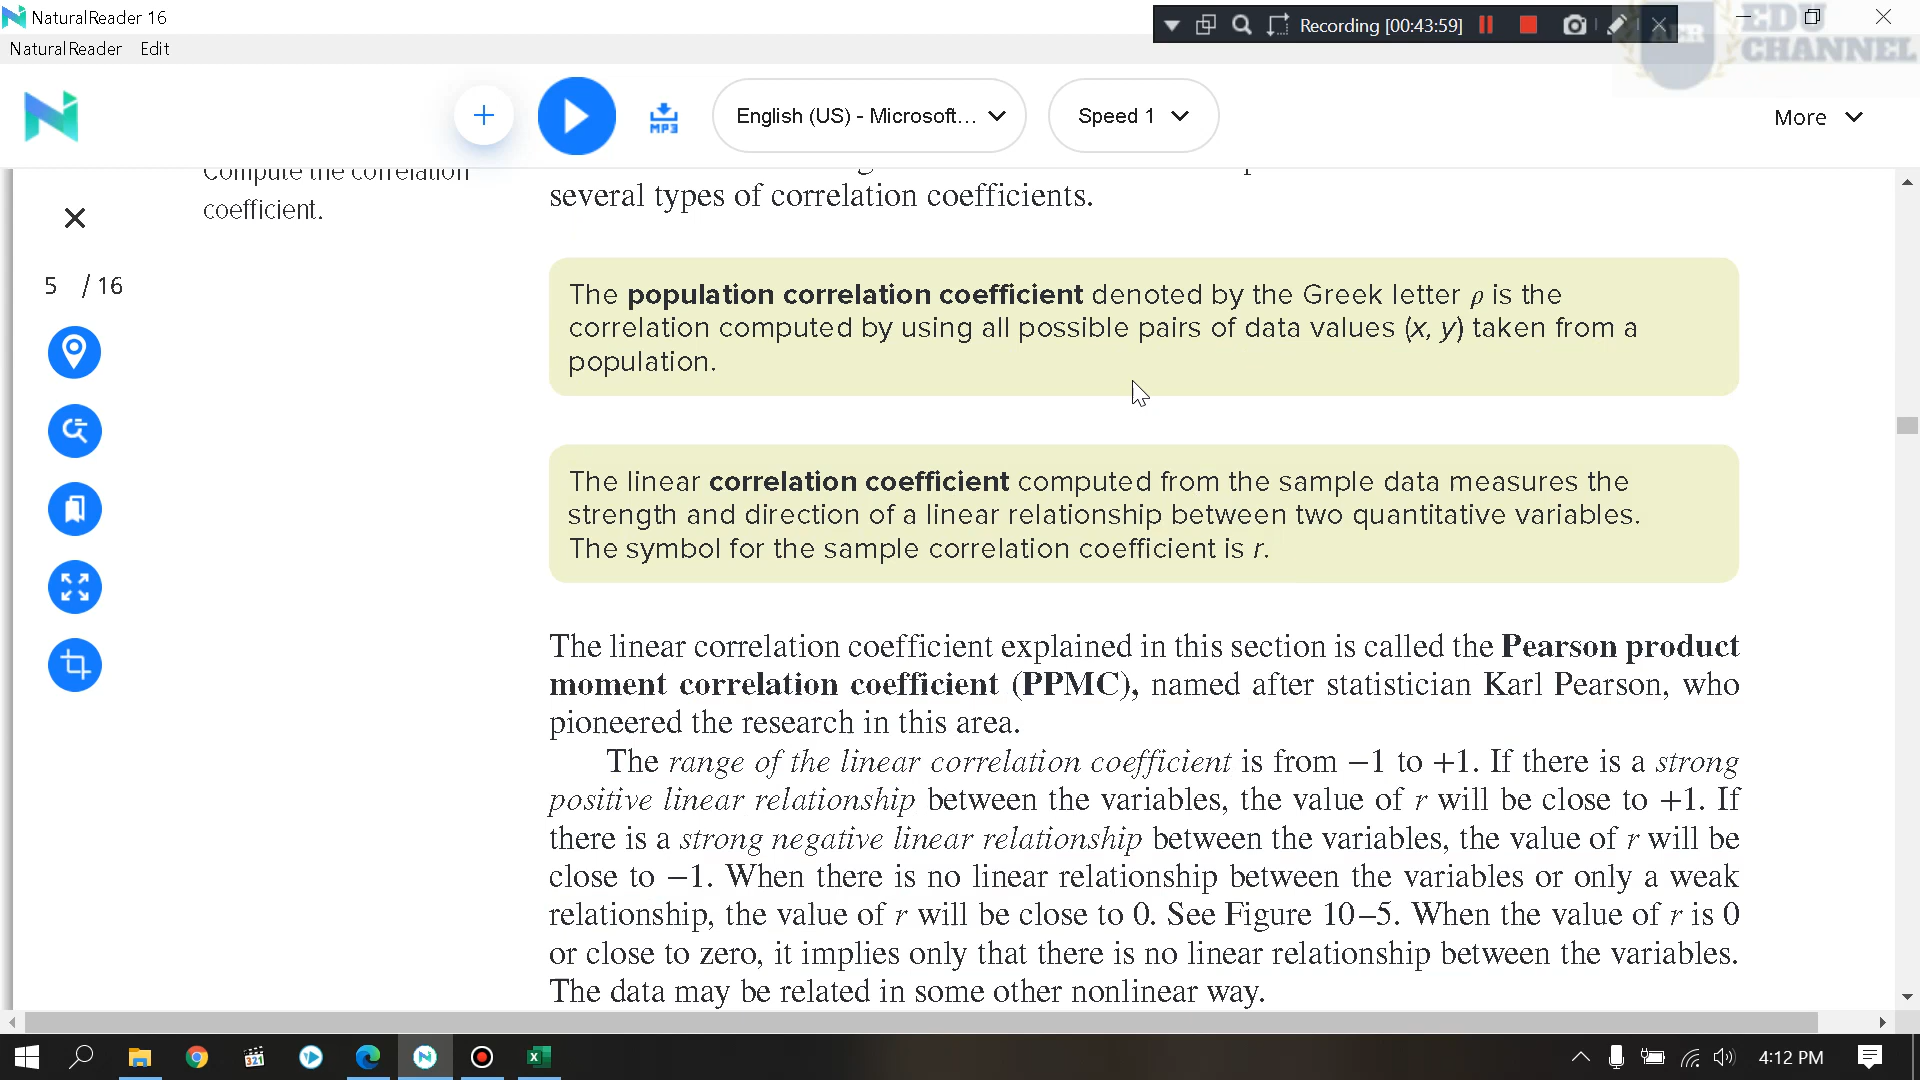 NaturalReader 16
Recording [00:43:59]
EDU
AER
CHANNEL
NaturalReader Edit
MP3
English (US) - Microsoft...
Speed 1
More
Compute the correlation
coefficient.
several types of correlation coefficients.
5 / 16
The population correlation coefficient denoted by the Greek letter ρ is the
correlation computed by using all possible pairs of data values (x, y) taken from a
population.
The linear correlation coefficient computed from the sample data measures the
strength and direction of a linear relationship between two quantitative variables.
The symbol for the sample correlation coefficient is r.
The linear correlation coefficient explained in this section is called the Pearson product
moment correlation coefficient (PPMC), named after statistician Karl Pearson, who
pioneered the research in this area.
The range of the linear correlation coefficient is from −1 to +1. If there is a strong
positive linear relationship between the variables, the value of r will be close to +1. If
there is a strong negative linear relationship between the variables, the value of r will be
close to −1. When there is no linear relationship between the variables or only a weak
relationship, the value of r will be close to 0. See Figure 10–5. When the value of r is 0
or close to zero, it implies only that there is no linear relationship between the variables.
The data may be related in some other nonlinear way.
321
4:12 PM